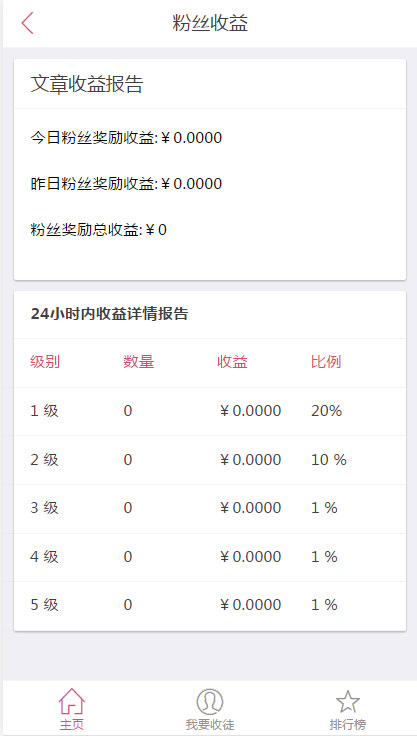 粉丝收益
文章收益报告
今日粉丝奖励收益:￥0.0000
昨日粉丝奖励收益:￥0.0000
粉丝奖励总收益:￥0
24小时内收益详情报告
级别 数量 收益 比例
1 级 0 ￥0.0000 20%
2 级 0 ￥0.0000 10 %
3 级 0 ￥0.0000 1 %
4 级 0 ￥0.0000 1 %
5 级 0 ￥0.0000 1 %
主页 我要收徒 排行榜